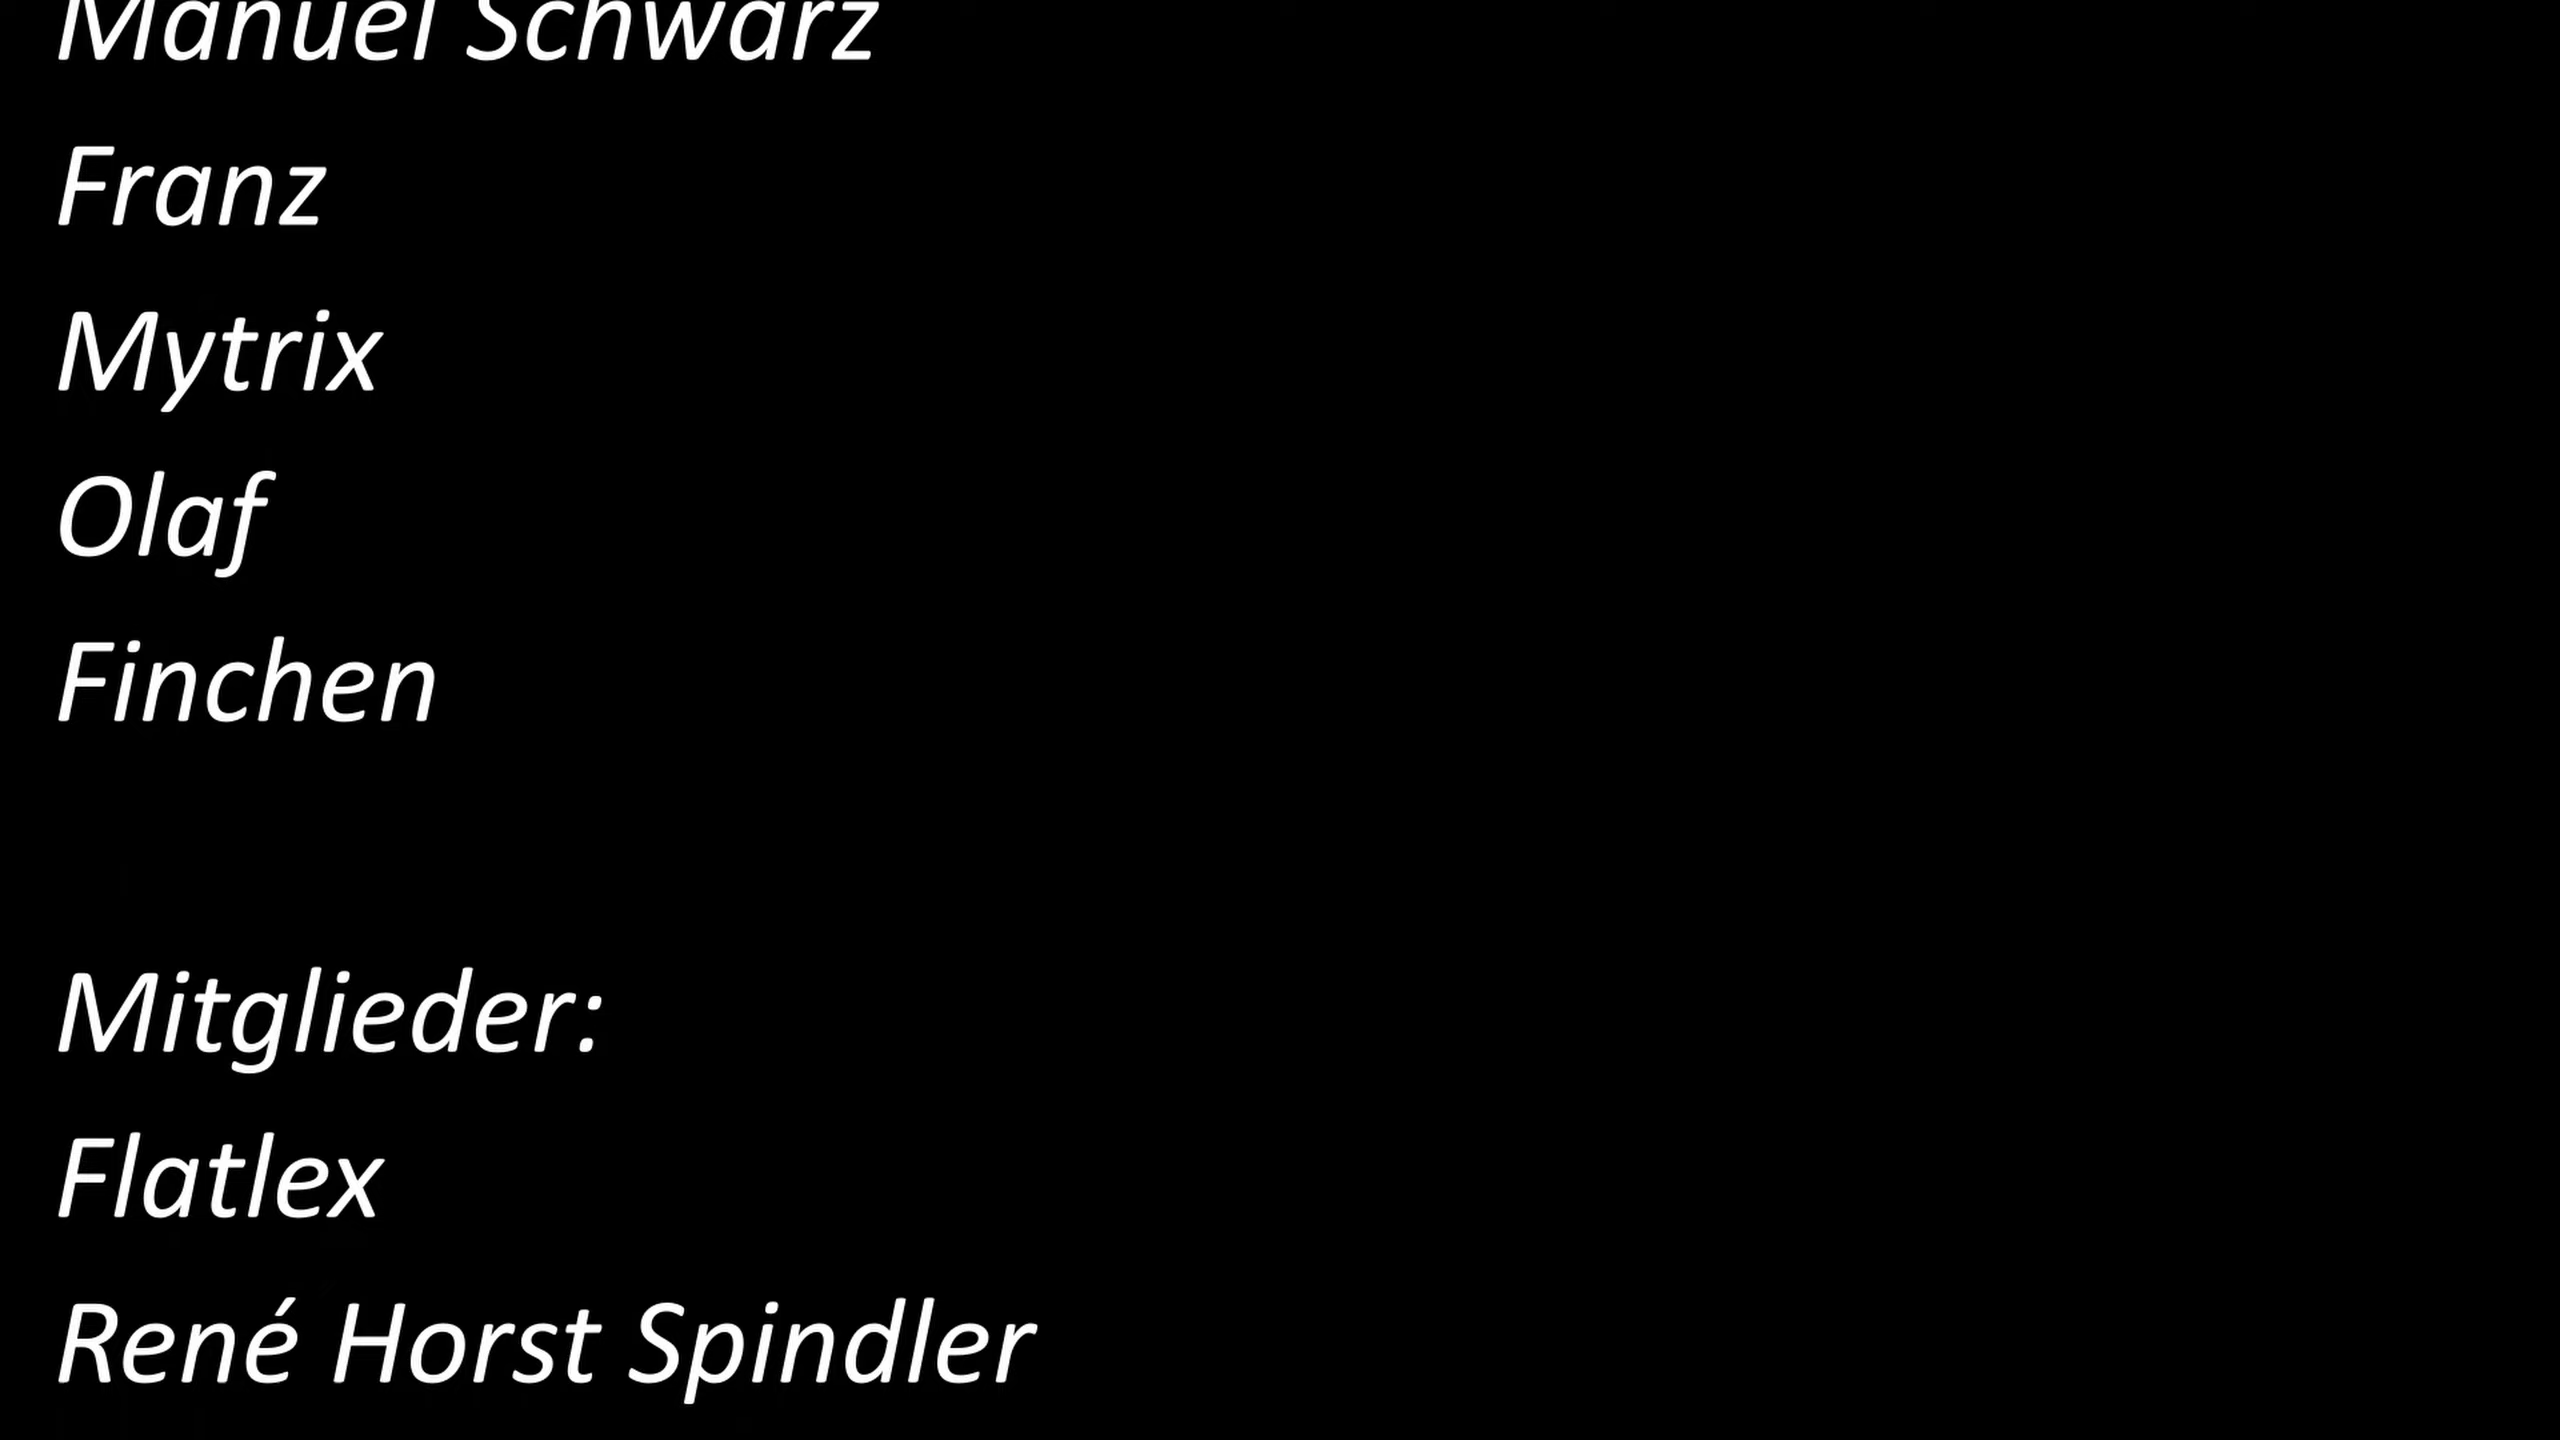 Manuel Schwarz
Franz
Mytrix
Olaf
Finchen
Mitglieder:
Flatlex
René Horst Spindler